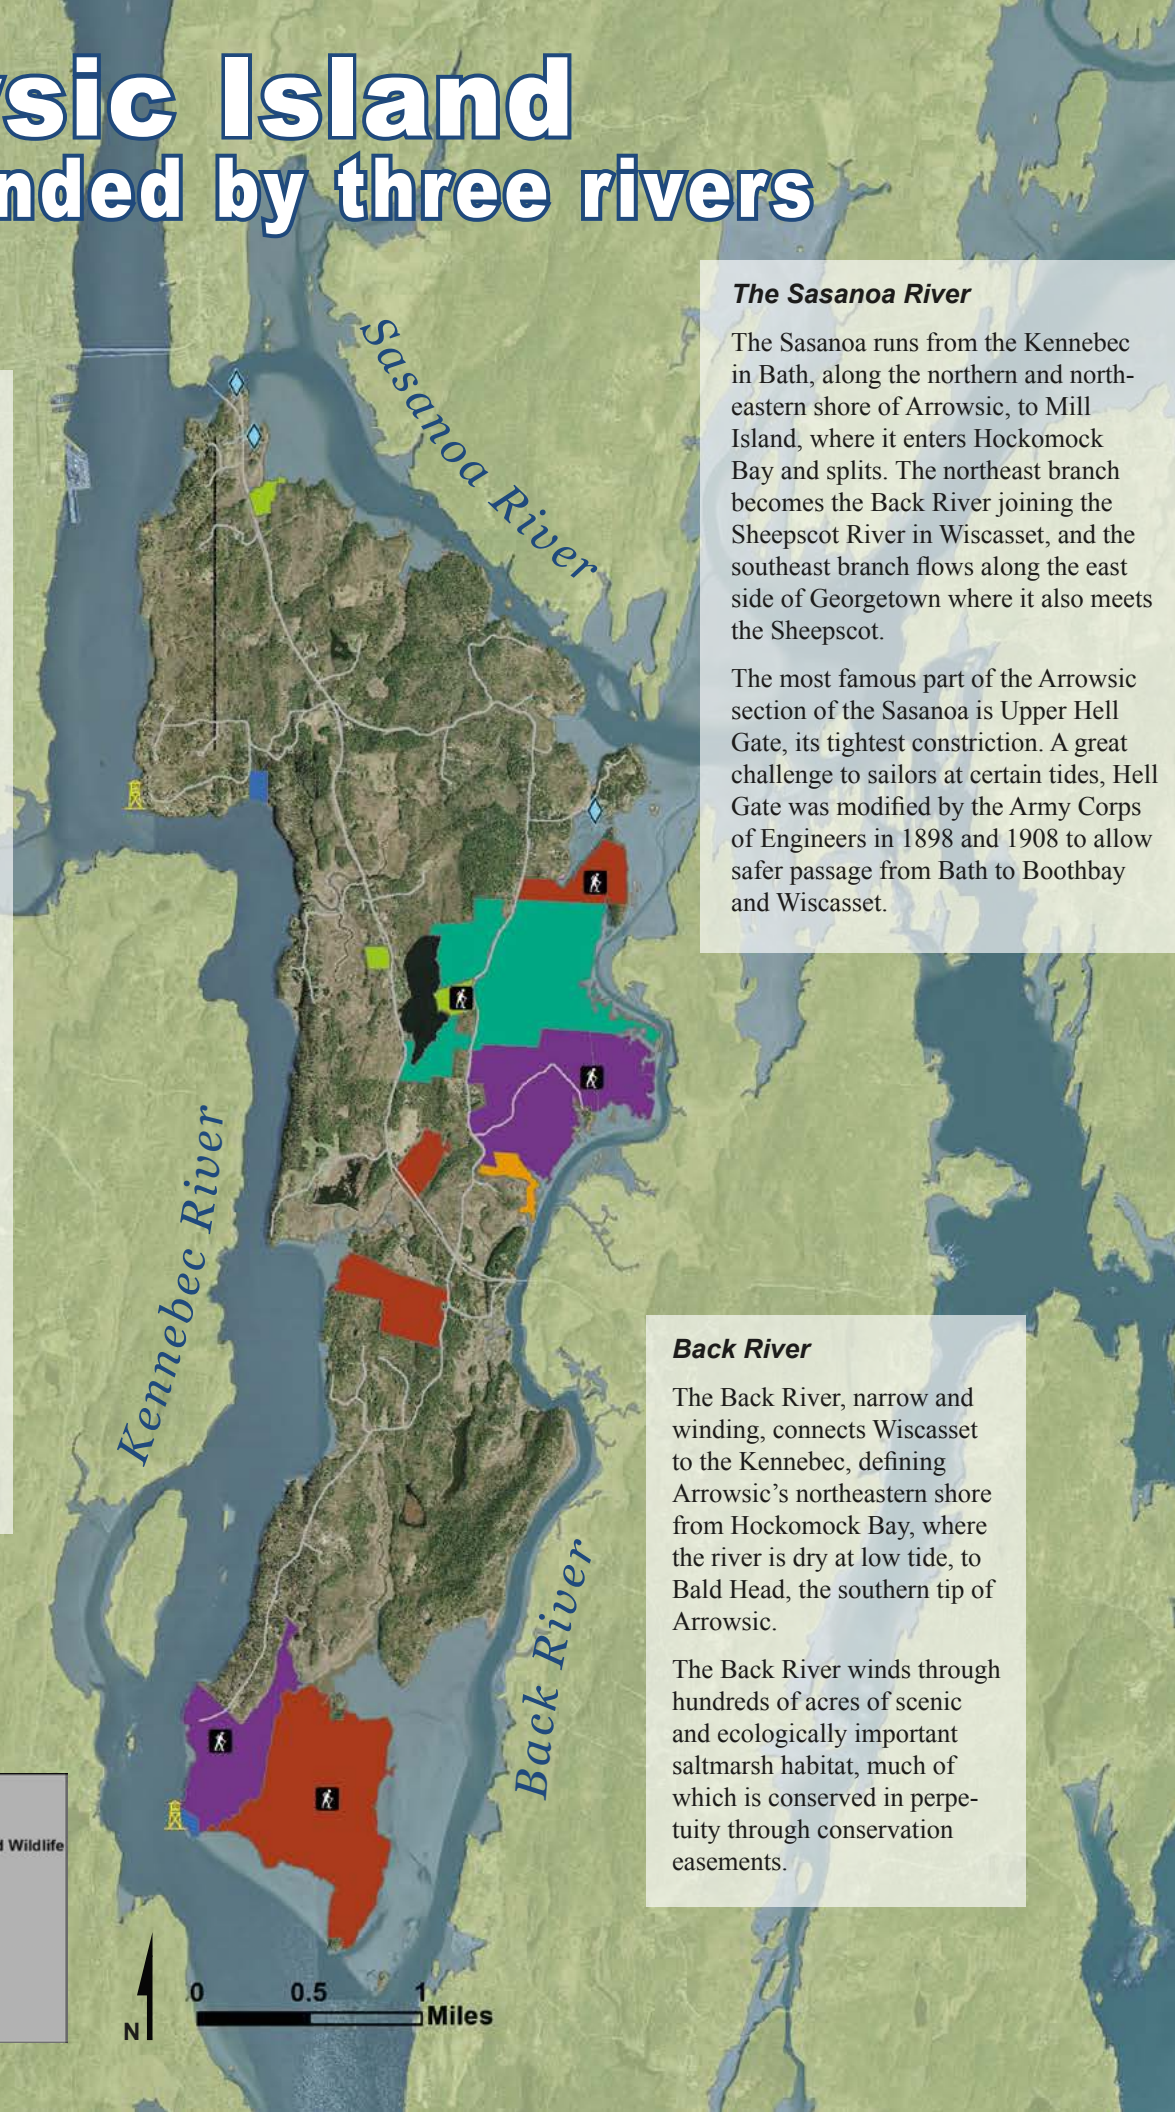 sic Island
nded by three rivers
Sasanoa River
The Sasanoa River
The Sasanoa runs from the Kennebec
in Bath, along the northern and north-
eastern shore of Arrowsic, to Mill
Island, where it enters Hockomock
Bay and splits. The northeast branch
becomes the Back River joining the
Sheepscot River in Wiscasset, and the
southeast branch flows along the east
side of Georgetown where it also meets
the Sheepscot.
The most famous part of the Arrowsic
section of the Sasanoa is Upper Hell
Gate, its tightest constriction. A great
challenge to sailors at certain tides, Hell
Gate was modified by the Army Corps
of Engineers in 1898 and 1908 to allow
safer passage from Bath to Boothbay
and Wiscasset.
Kennebec River
Back River
The Back River, narrow and
winding, connects Wiscasset
to the Kennebec, defining
Arrowsic's northeastern shore
from Hockomock Bay, where
the river is dry at low tide, to
Bald Head, the southern tip of
Arrowsic.
The Back River winds through
hundreds of acres of scenic
and ecologically important
saltmarsh habitat, much of
which is conserved in perpe-
tuity through conservation
easements.
Back River
d Wildlife
0 0.5 1
Miles
N